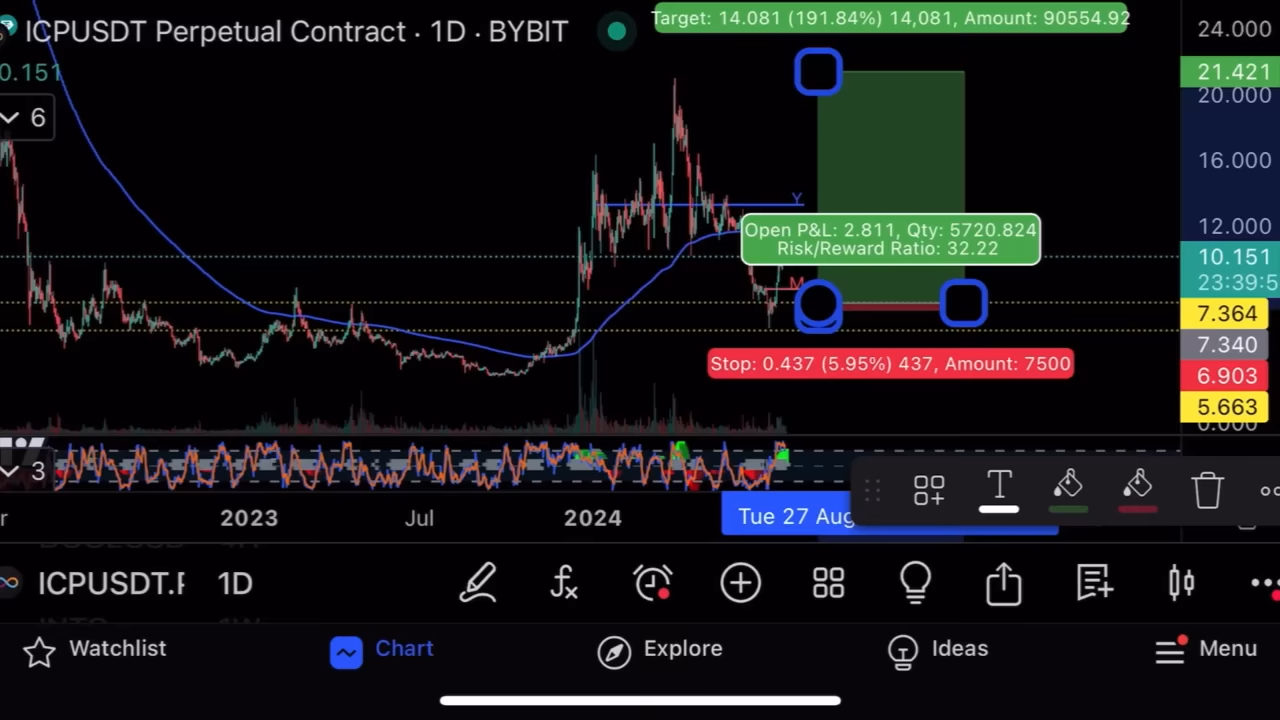 Target: 14.081 (191.84%) 14,081, Amount: 90554.92
ICPUSDT Perpetual Contract · 1D · BYBIT
24.000
0.151
21.421
20.000
6
16.000
Y
12.000
Open P&L: 2.811, Qty: 5720.824
Risk/Reward Ratio: 32.22
10.151
23:39:5
M
7.364
7.340
Stop: 0.437 (5.95%) 437, Amount: 7500
6.903
5.663
0.000
3
T
2023
Jul
2024
Tue 27 Aug
ICPUSDT.F
1D
Watchlist
Chart
Explore
Ideas
Menu